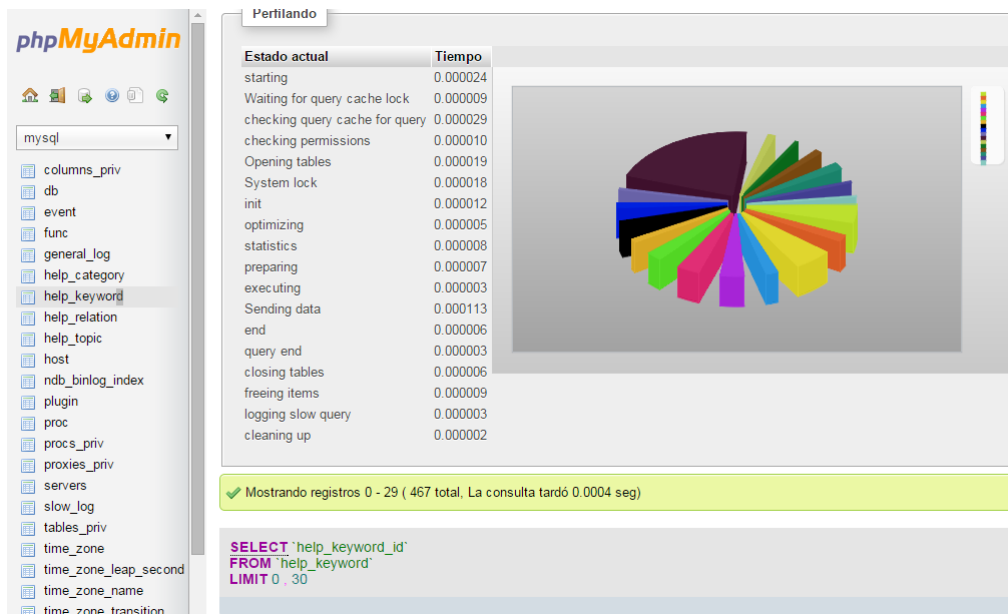 phpMyAdmin
mysql
columns_priv
db
event
func
general_log
help_category
help_keyword
help_relation
help_topic
host
ndb_binlog_index
plugin
proc
procs_priv
proxies_priv
servers
slow_log
tables_priv
time_zone
time_zone_leap_second
time_zone_name
time_zone_transition
Perfilando
Estado actual Tiempo
starting 0.000024
Waiting for query cache lock 0.000009
checking query cache for query 0.000029
checking permissions 0.000010
Opening tables 0.000019
System lock 0.000018
init 0.000012
optimizing 0.000005
statistics 0.000008
preparing 0.000007
executing 0.000003
Sending data 0.000113
end 0.000006
query end 0.000003
closing tables 0.000006
freeing items 0.000009
logging slow query 0.000003
cleaning up 0.000002
Mostrando registros 0 - 29 ( 467 total, La consulta tardó 0.0004 seg)
SELECT `help_keyword_id`
FROM `help_keyword`
LIMIT 0 , 30